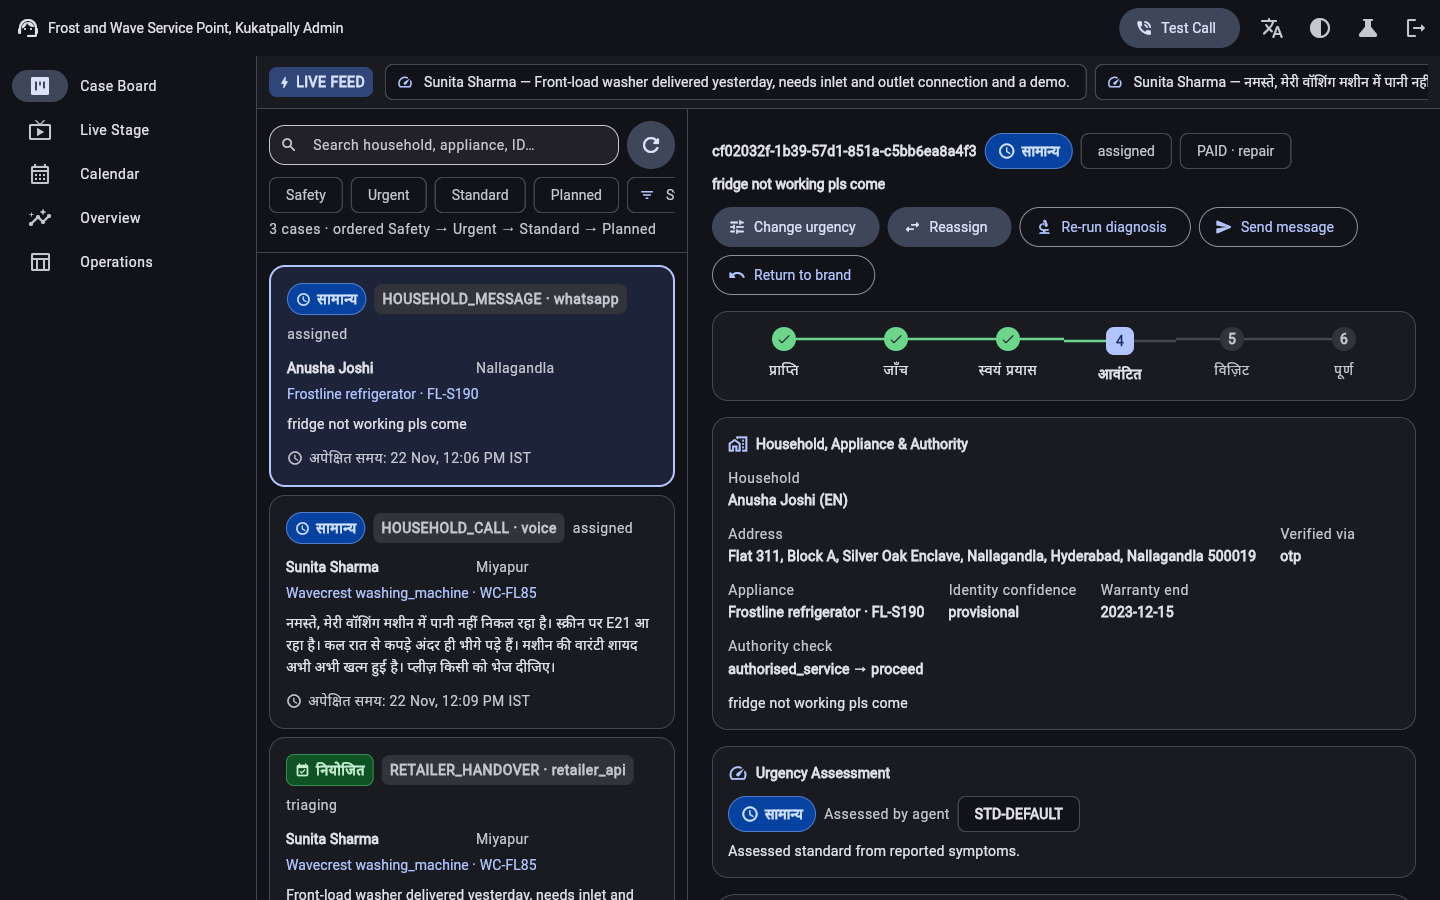 Frost and Wave Service Point, Kukatpally Admin
Test Call
Case Board
Live Stage
Calendar
Overview
Operations
LIVE FEED
Sunita Sharma — Front-load washer delivered yesterday, needs inlet and outlet connection and a demo.
Sunita Sharma — नमस्ते, मेरी वॉशिंग मशीन में पानी नहीं
Search household, appliance, ID...
Safety
Urgent
Standard
Planned
S
3 cases · ordered Safety → Urgent → Standard → Planned
सामान्य
HOUSEHOLD_MESSAGE · whatsapp
assigned
Anusha Joshi
Nallagandla
Frostline refrigerator · FL-S190
fridge not working pls come
अपेक्षित समय: 22 Nov, 12:06 PM IST
सामान्य
HOUSEHOLD_CALL · voice
assigned
Sunita Sharma
Miyapur
Wavecrest washing_machine · WC-FL85
नमस्ते, मेरी वॉशिंग मशीन में पानी नहीं निकल रहा है। स्क्रीन पर E21 आ
रहा है। कल रात से कपड़े अंदर ही भीगे पड़े हैं। मशीन की वारंटी शायद
अभी अभी खत्म हुई है। प्लीज़ किसी को भेज दीजिए।
अपेक्षित समय: 22 Nov, 12:09 PM IST
नियोजित
RETAILER_HANDOVER · retailer_api
triaging
Sunita Sharma
Miyapur
Wavecrest washing_machine · WC-FL85
Front-load washer delivered yesterday, needs inlet and
cf02032f-1b39-57d1-851a-c5bb6ea8a4f3
सामान्य
assigned
PAID · repair
fridge not working pls come
Change urgency
Reassign
Re-run diagnosis
Send message
Return to brand
4
5
6
प्राप्ति
जाँच
स्वयं प्रयास
आवंटित
विज़िट
पूर्ण
Household, Appliance & Authority
Household
Anusha Joshi (EN)
Address
Verified via
Flat 311, Block A, Silver Oak Enclave, Nallagandla, Hyderabad, Nallagandla 500019
otp
Appliance
Identity confidence
Warranty end
Frostline refrigerator · FL-S190
provisional
2023-12-15
Authority check
authorised_service → proceed
fridge not working pls come
Urgency Assessment
सामान्य
Assessed by agent
STD-DEFAULT
Assessed standard from reported symptoms.